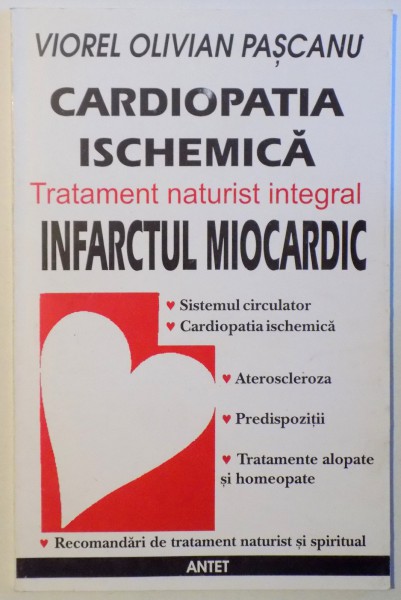 VIOREL OLIVIAN PAȘCANU
CARDIOPATIA
ISCHEMICĂ
Tratament naturist integral
INFARCTUL MIOCARDIC
♥ Sistemul circulator
♥ Cardiopatia ischemică
♥ Ateroscleroza
♥ Predispoziții
♥ Tratamente alopate
și homeopate
♥ Recomandări de tratament naturist și spiritual
ANTET